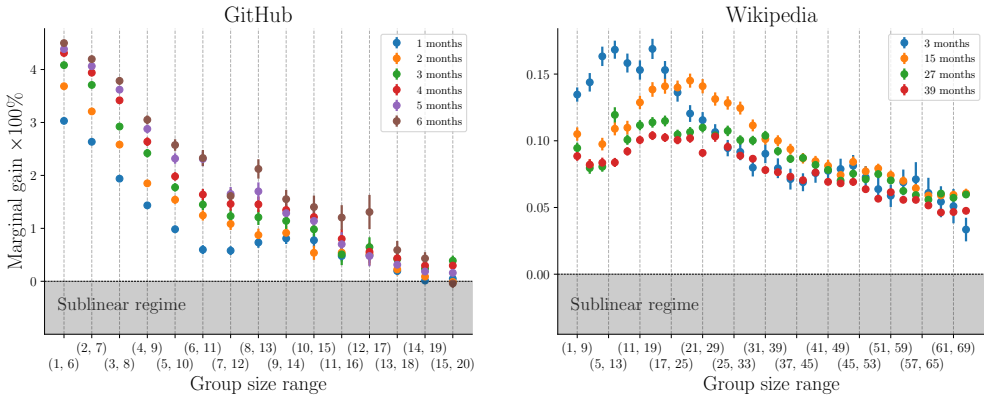 GitHub
Marginal gain ×100%
4
3
2
1
0
1 months
2 months
3 months
4 months
5 months
6 months
Sublinear regime
(2, 7) (4, 9) (6, 11) (8, 13) (10, 15) (12, 17) (14, 19)
(1, 6) (3, 8) (5, 10) (7, 12) (9, 14) (11, 16) (13, 18) (15, 20)
Group size range
Wikipedia
0.15
0.10
0.05
0.00
3 months
15 months
27 months
39 months
Sublinear regime
(1, 9) (11, 19) (21, 29) (31, 39) (41, 49) (51, 59) (61, 69)
(5, 13) (17, 25) (25, 33) (37, 45) (45, 53) (57, 65)
Group size range